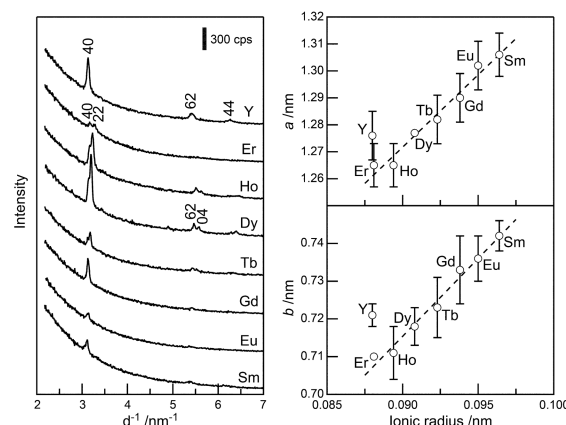 300 cps
40
62
44
Y
40
22
Er
Ho
62
04
Dy
Tb
Gd
Eu
Sm
Intensity
2 3 4 5 6 7
d⁻¹ /nm⁻¹
1.32
1.31
1.30
1.29
1.28
1.27
1.26
a /nm
Eu
Sm
Tb
Gd
Y
Dy
Er
Ho
0.74
0.73
0.72
0.71
0.70
b /nm
Sm
Gd
Eu
Y
Dy
Tb
Er
Ho
0.085 0.090 0.095 0.100
Ionic radius /nm